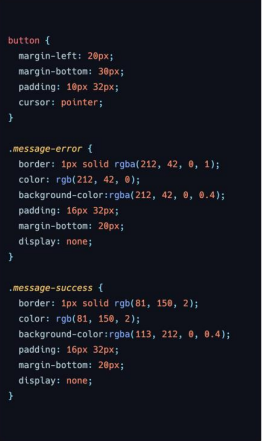 button {
  margin-left: 20px;
  margin-bottom: 30px;
  padding: 10px 32px;
  cursor: pointer;
}
.message-error {
  border: 1px solid rgba(212, 42, 0, 1);
  color: rgb(212, 42, 0);
  background-color:rgba(212, 42, 0, 0.4);
  padding: 16px 32px;
  margin-bottom: 20px;
  display: none;
}
.message-success {
  border: 1px solid rgb(81, 150, 2);
  color: rgb(81, 150, 2);
  background-color:rgba(113, 212, 0, 0.4);
  padding: 16px 32px;
  margin-bottom: 20px;
  display: none;
}